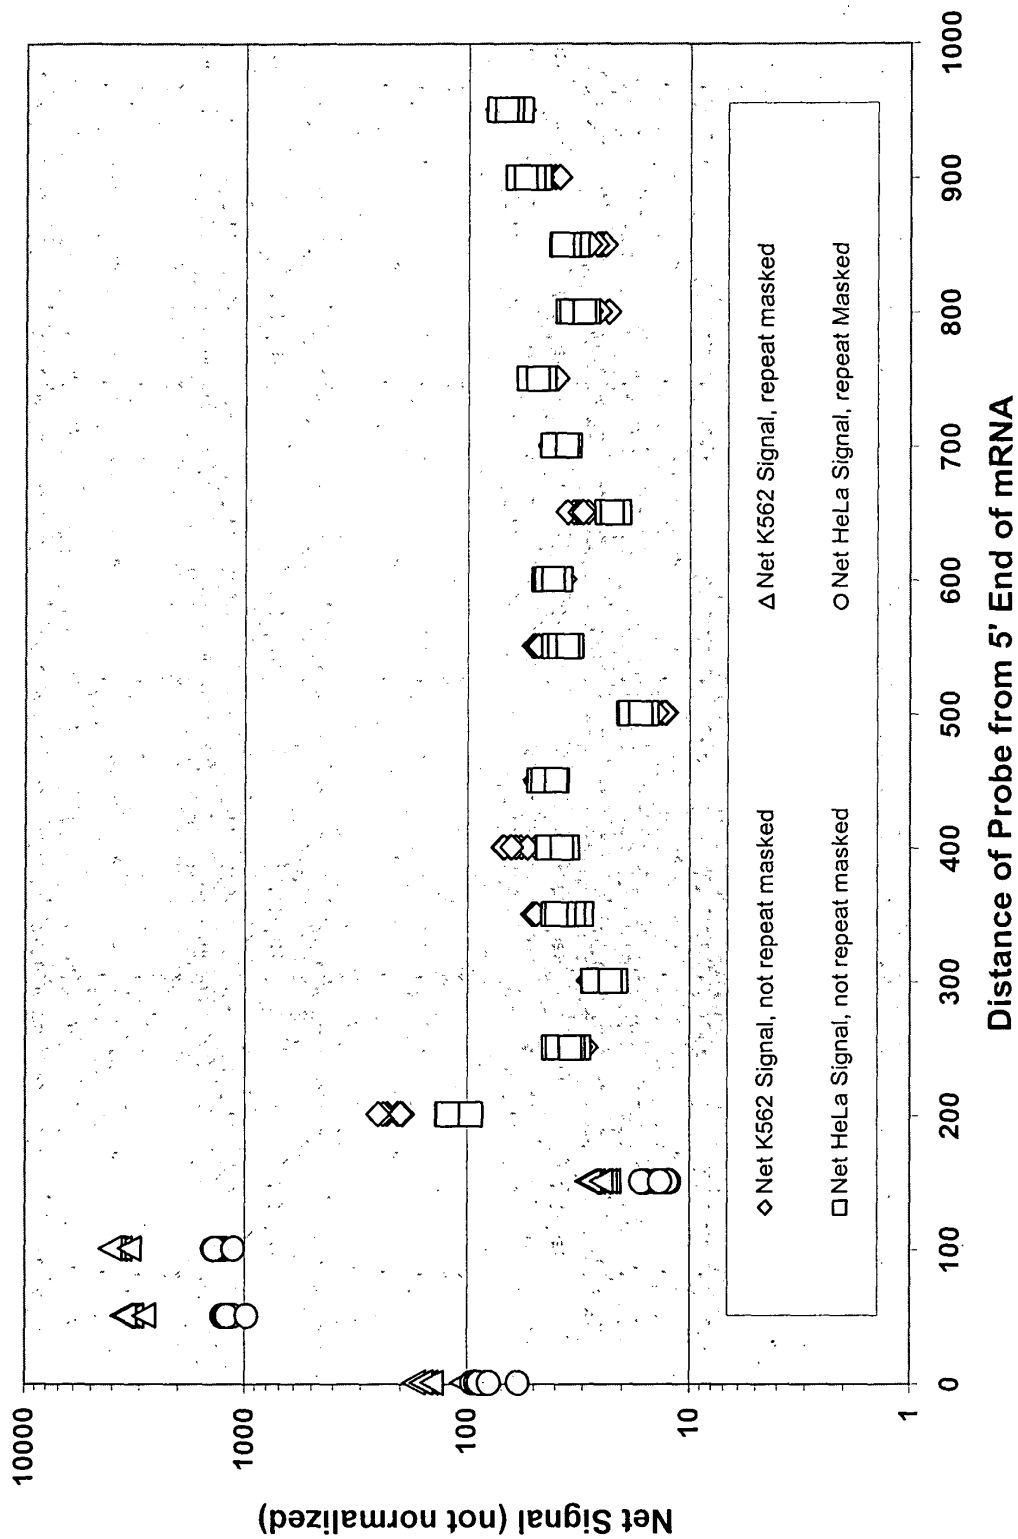 10000
1000
100
10
1
Net Signal (not normalized)
0
100
200
300
400
500
600
700
800
900
1000
Distance of Probe from 5' End of mRNA
Net K562 Signal, not repeat masked
Net K562 Signal, repeat masked
Net HeLa Signal, not repeat masked
Net HeLa Signal, repeat Masked